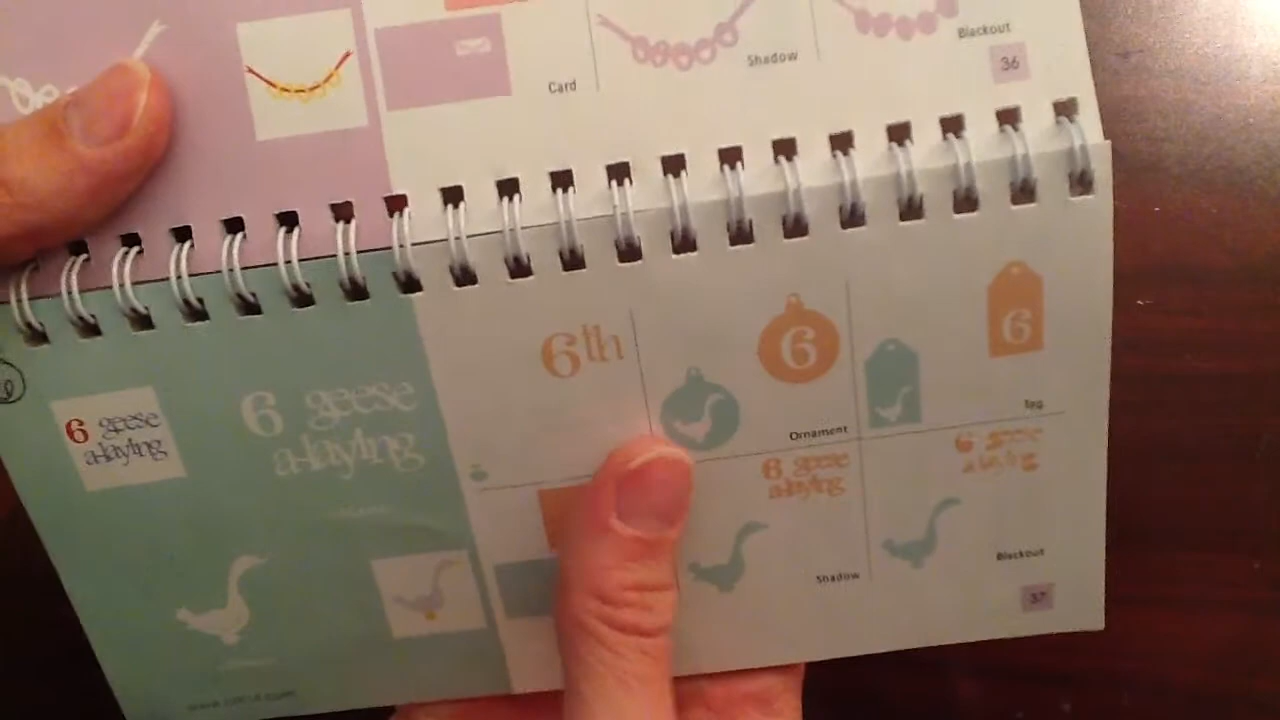 Card
Shadow
Blackout
36
6 geese
a-laying
6 geese
a-laying
6th
6
Ornament
6
Tag
6 geese
a-laying
Shadow
6 geese
a-laying
Blackout
37